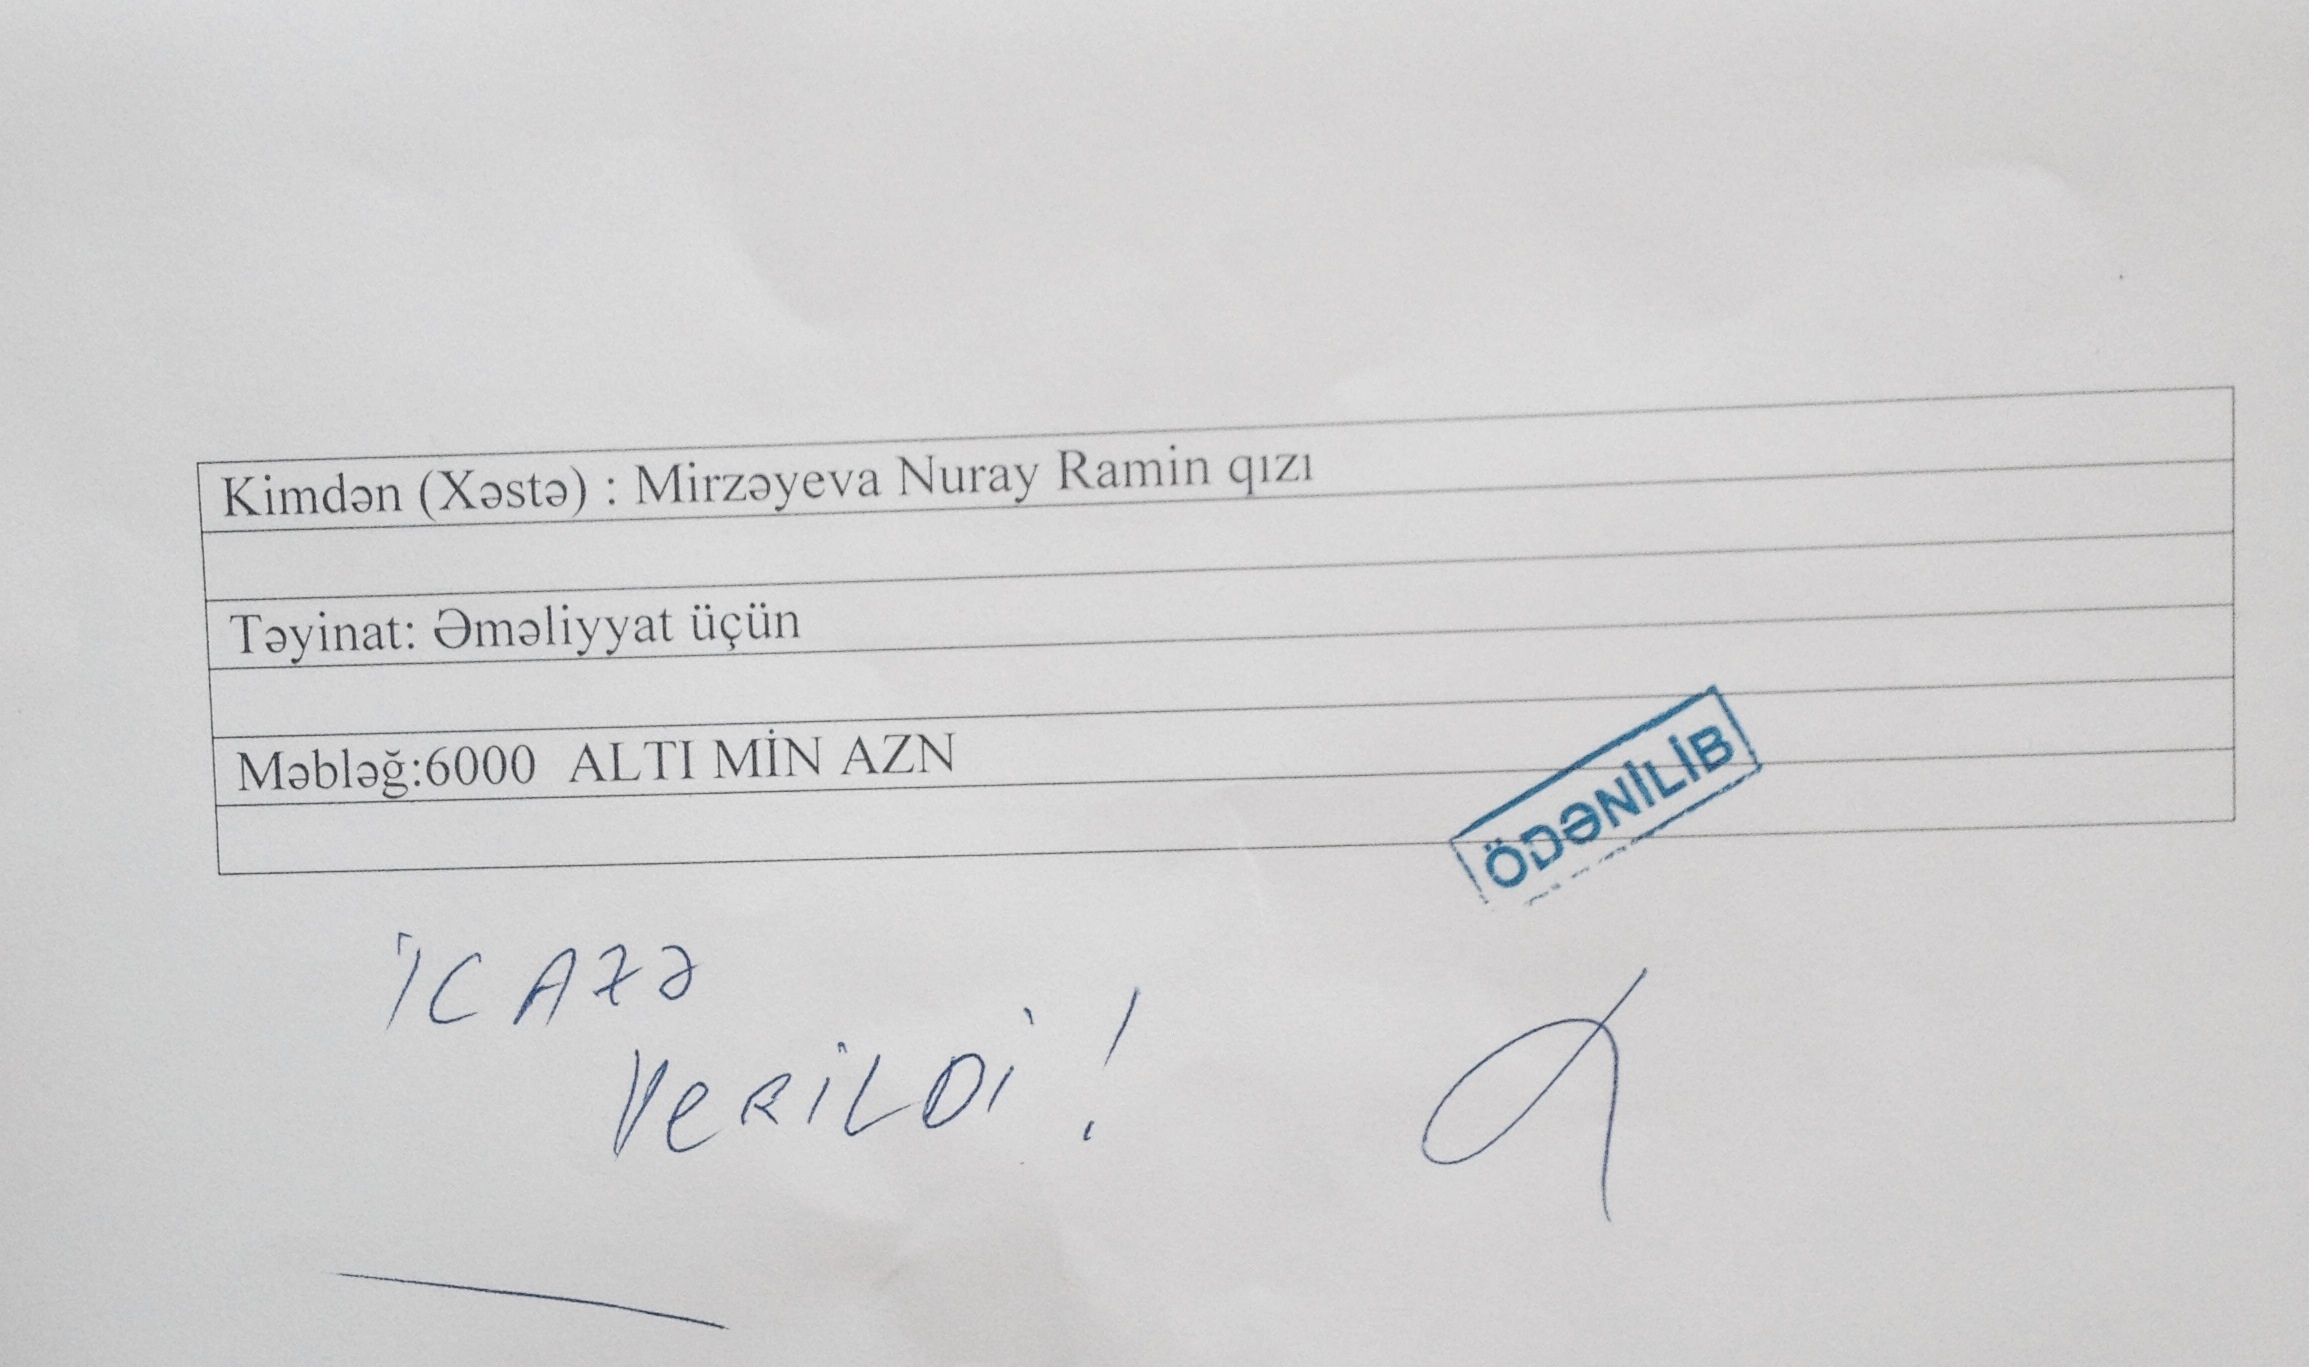 Kimdən (Xəstə) : Mirzəyeva Nuray Ramin qızı
Təyinat: Əməliyyat üçün
Məbləğ:6000  ALTI MİN AZN
ÖDƏNİLİB
İCAZƏ
VERİLDİ!